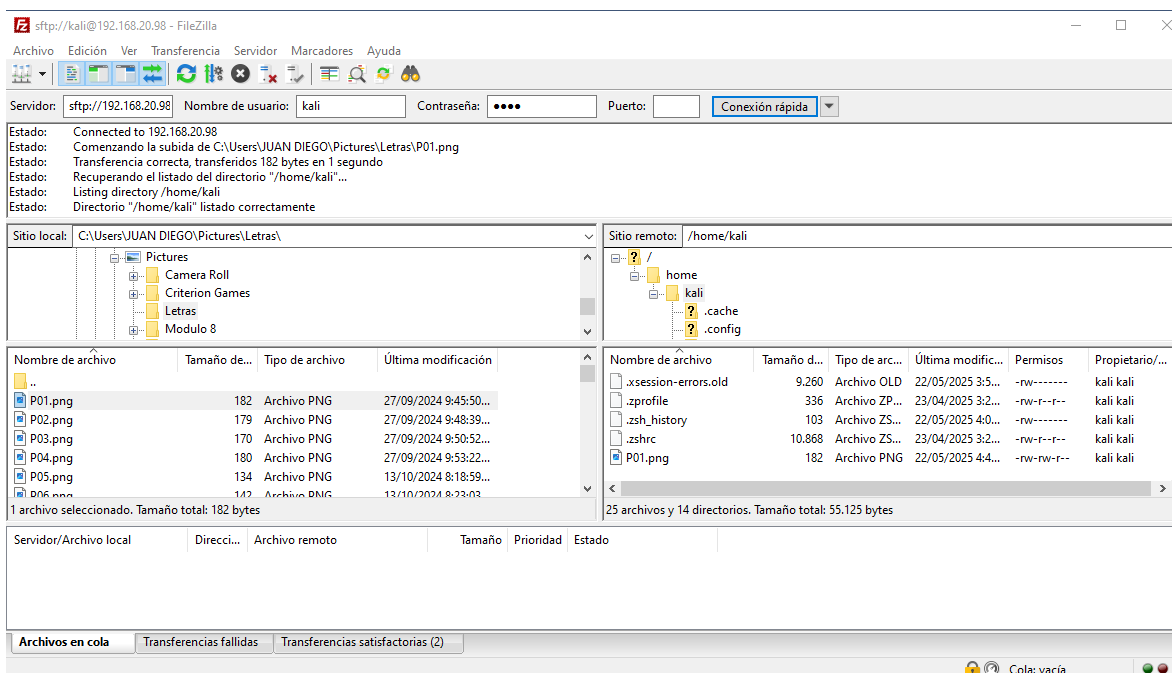 sftp://kali@192.168.20.98 - FileZilla
Archivo Edición Ver Transferencia Servidor Marcadores Ayuda
Servidor: sftp://192.168.20.98 Nombre de usuario: kali Contraseña: ●●●● Puerto: Conexión rápida
Estado: Connected to 192.168.20.98
Estado: Comenzando la subida de C:\Users\JUAN DIEGO\Pictures\Letras\P01.png
Estado: Transferencia correcta, transferidos 182 bytes en 1 segundo
Estado: Recuperando el listado del directorio "/home/kali"...
Estado: Listing directory /home/kali
Estado: Directorio "/home/kali" listado correctamente
Sitio local: C:\Users\JUAN DIEGO\Pictures\Letras\
Pictures
Camera Roll
Criterion Games
Letras
Modulo 8
Nombre de archivo Tamaño de... Tipo de archivo Última modificación
..
P01.png 182 Archivo PNG 27/09/2024 9:45:50...
P02.png 179 Archivo PNG 27/09/2024 9:48:39...
P03.png 170 Archivo PNG 27/09/2024 9:50:52...
P04.png 180 Archivo PNG 27/09/2024 9:53:22...
P05.png 134 Archivo PNG 13/10/2024 8:18:59...
P06.png 142 Archivo PNG 13/10/2024 8:23:03
1 archivo seleccionado. Tamaño total: 182 bytes
Sitio remoto: /home/kali
? /
home
kali
? .cache
? .config
Nombre de archivo Tamaño d... Tipo de arc... Última modific... Permisos Propietario/...
.xsession-errors.old 9.260 Archivo OLD 22/05/2025 3:5... -rw------- kali kali
.zprofile 336 Archivo ZP... 23/04/2025 3:2... -rw-r--r-- kali kali
.zsh_history 103 Archivo ZS... 22/05/2025 4:0... -rw------- kali kali
.zshrc 10.868 Archivo ZS... 23/04/2025 3:2... -rw-r--r-- kali kali
P01.png 182 Archivo PNG 22/05/2025 4:4... -rw-rw-r-- kali kali
25 archivos y 14 directorios. Tamaño total: 55.125 bytes
Servidor/Archivo local Direcci... Archivo remoto Tamaño Prioridad Estado
Archivos en cola Transferencias fallidas Transferencias satisfactorias (2)
Cola: vacía